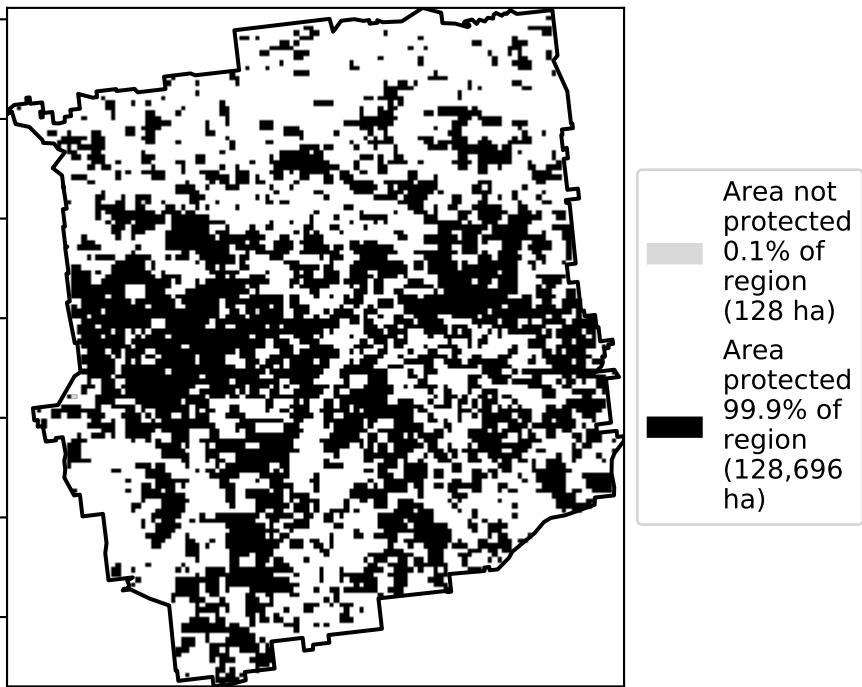 Area not
protected
0.1% of
region
(128 ha)
Area
protected
99.9% of
region
(128,696
ha)